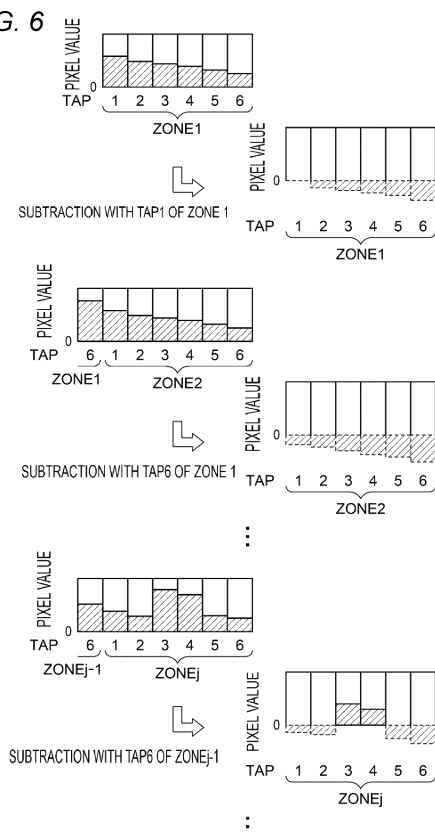 G. 6
PIXEL VALUE
0
TAP 1 2 3 4 5 6
ZONE1
SUBTRACTION WITH TAP1 OF ZONE 1
PIXEL VALUE
0
TAP 1 2 3 4 5 6
ZONE1
PIXEL VALUE
0
TAP 6 1 2 3 4 5 6
ZONE1 ZONE2
SUBTRACTION WITH TAP6 OF ZONE 1
PIXEL VALUE
0
TAP 1 2 3 4 5 6
ZONE2
PIXEL VALUE
0
TAP 6 1 2 3 4 5 6
ZONEj-1 ZONEj
SUBTRACTION WITH TAP6 OF ZONEj-1
PIXEL VALUE
0
TAP 1 2 3 4 5 6
ZONEj